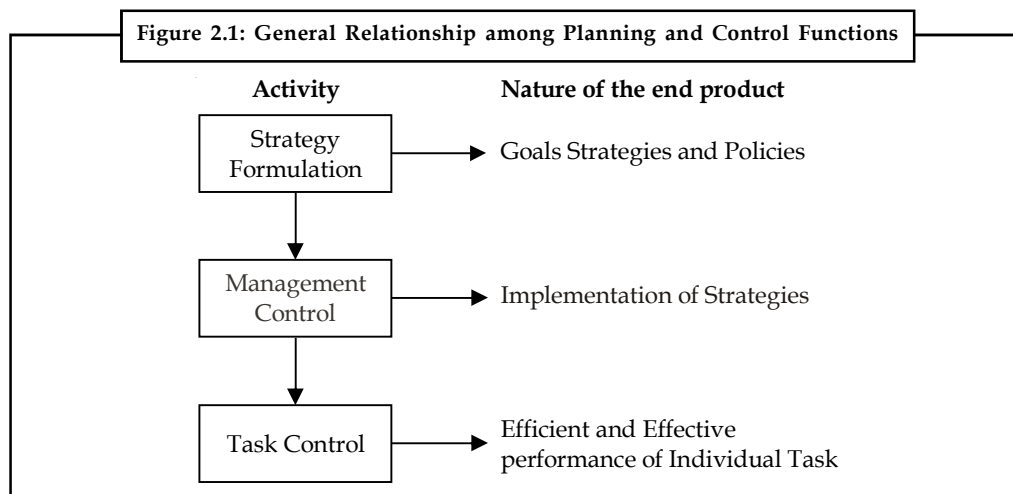 Figure 2.1: General Relationship among Planning and Control Functions
Activity
Nature of the end product
Strategy
Formulation
Goals Strategies and Policies
Management
Control
Implementation of Strategies
Task Control
Efficient and Effective
performance of Individual Task